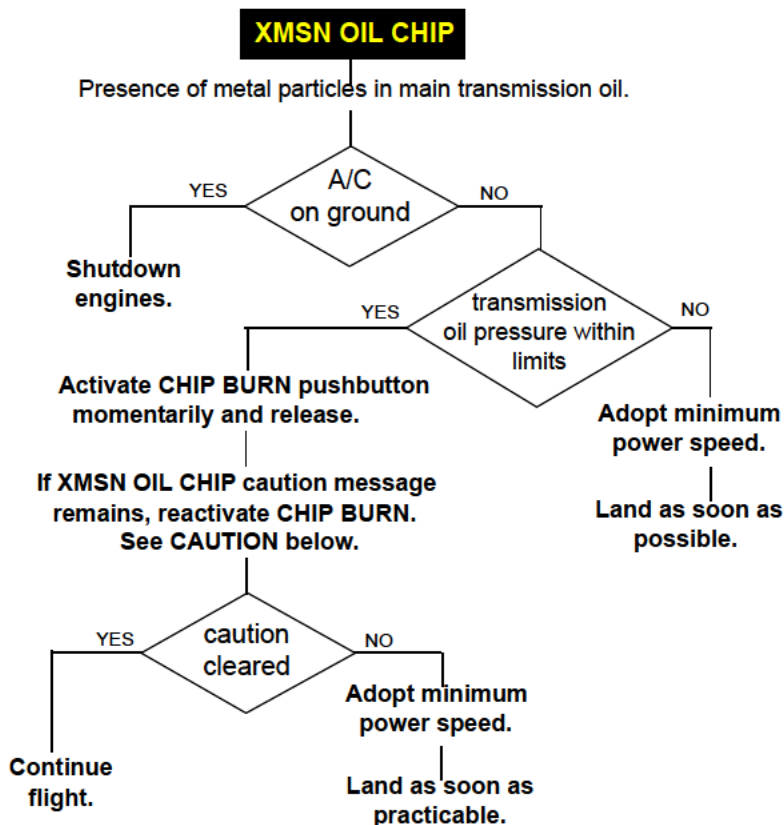 XMSN OIL CHIP
Presence of metal particles in main transmission oil.
A/C
on ground
YES
NO
Shutdown
engines.
transmission
oil pressure within
limits
YES
NO
Activate CHIP BURN pushbutton
momentarily and release.
Adopt minimum
power speed.
If XMSN OIL CHIP caution message
remains, reactivate CHIP BURN.
See CAUTION below.
Land as soon as
possible.
caution
cleared
YES
NO
Adopt minimum
power speed.
Continue
flight.
Land as soon as
practicable.